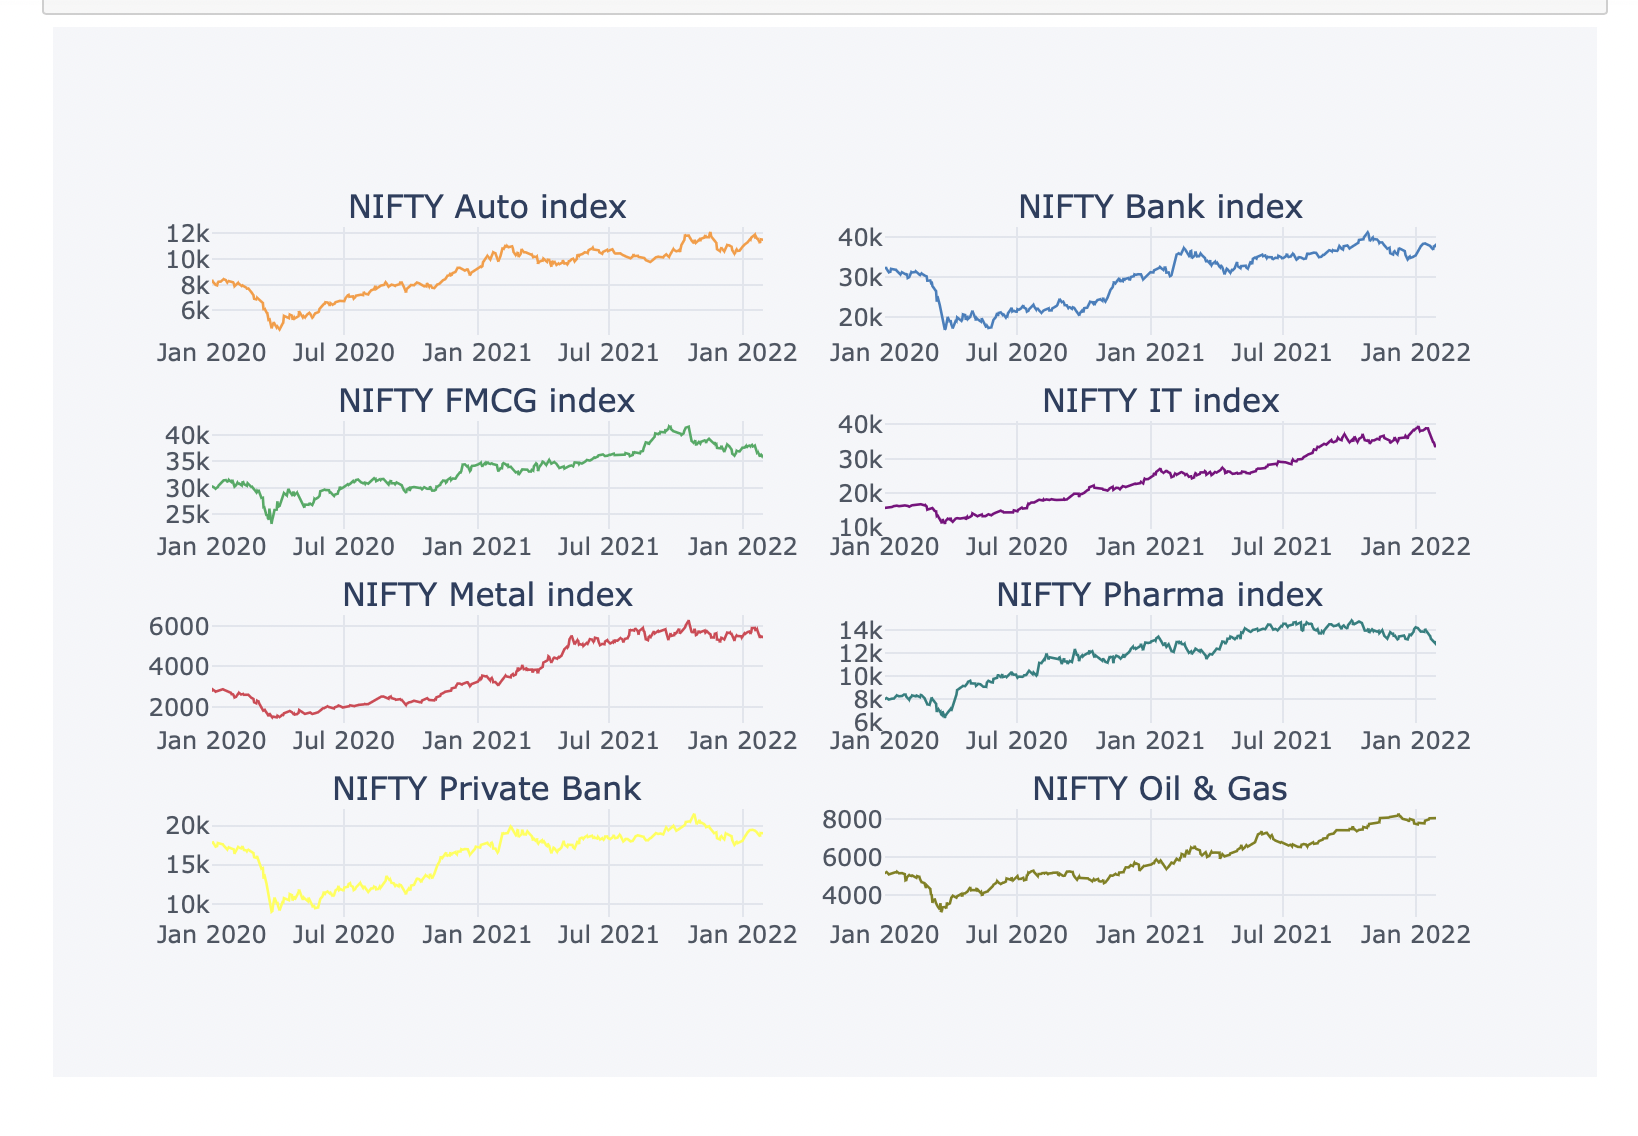 NIFTY Auto index
12k
10k
8k
6k
Jan 2020 Jul 2020 Jan 2021 Jul 2021 Jan 2022
NIFTY Bank index
40k
30k
20k
Jan 2020 Jul 2020 Jan 2021 Jul 2021 Jan 2022
NIFTY FMCG index
40k
35k
30k
25k
Jan 2020 Jul 2020 Jan 2021 Jul 2021 Jan 2022
NIFTY IT index
40k
30k
20k
10k
Jan 2020 Jul 2020 Jan 2021 Jul 2021 Jan 2022
NIFTY Metal index
6000
4000
2000
Jan 2020 Jul 2020 Jan 2021 Jul 2021 Jan 2022
NIFTY Pharma index
14k
12k
10k
8k
6k
Jan 2020 Jul 2020 Jan 2021 Jul 2021 Jan 2022
NIFTY Private Bank
20k
15k
10k
Jan 2020 Jul 2020 Jan 2021 Jul 2021 Jan 2022
NIFTY Oil & Gas
8000
6000
4000
Jan 2020 Jul 2020 Jan 2021 Jul 2021 Jan 2022